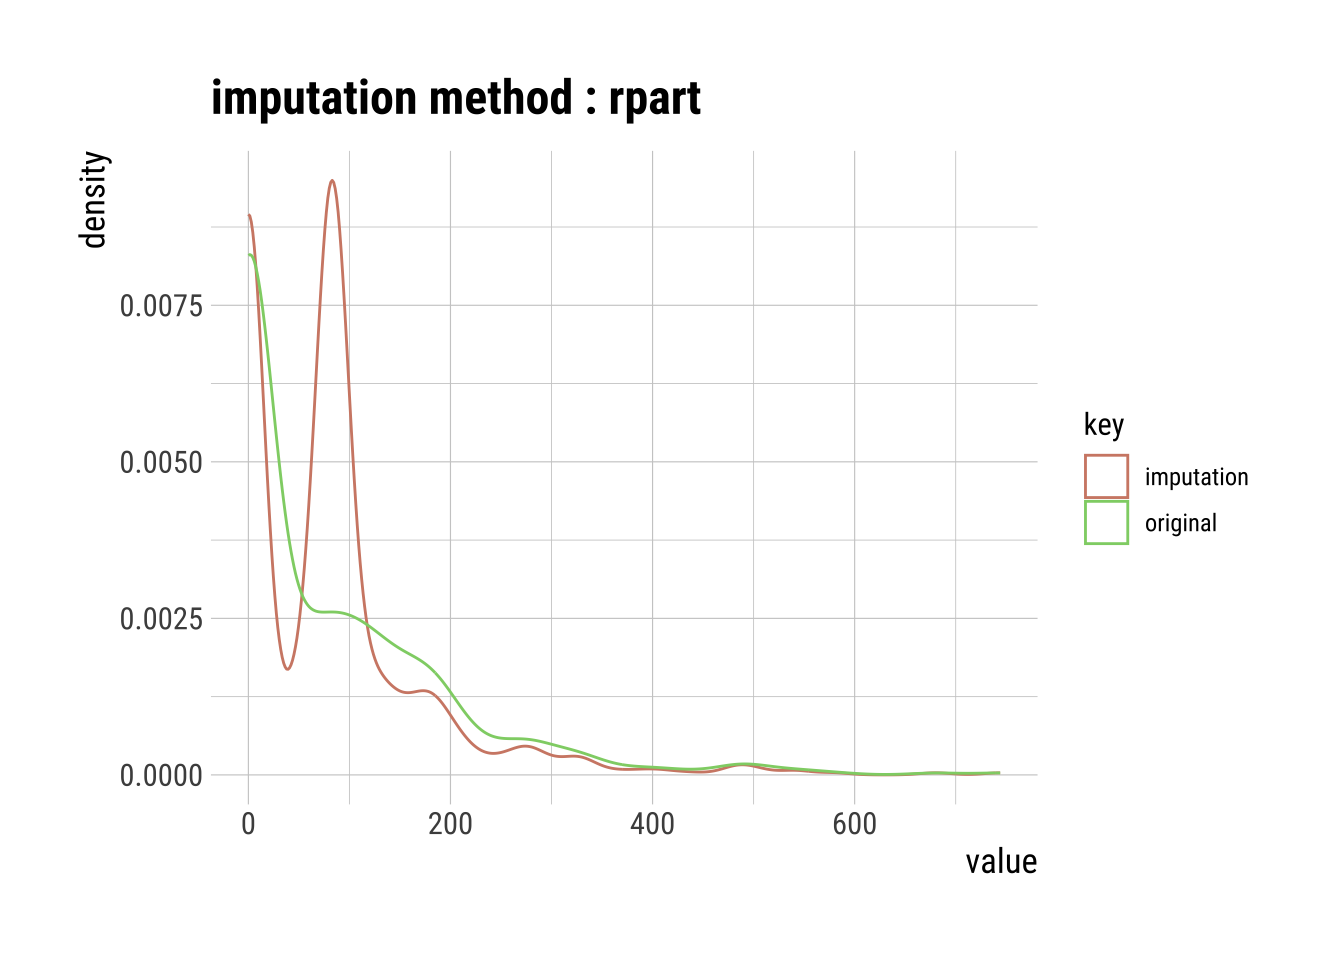 imputation method : rpart
density
0.0075
0.0050
0.0025
0.0000
0 200 400 600
value
key
imputation
original